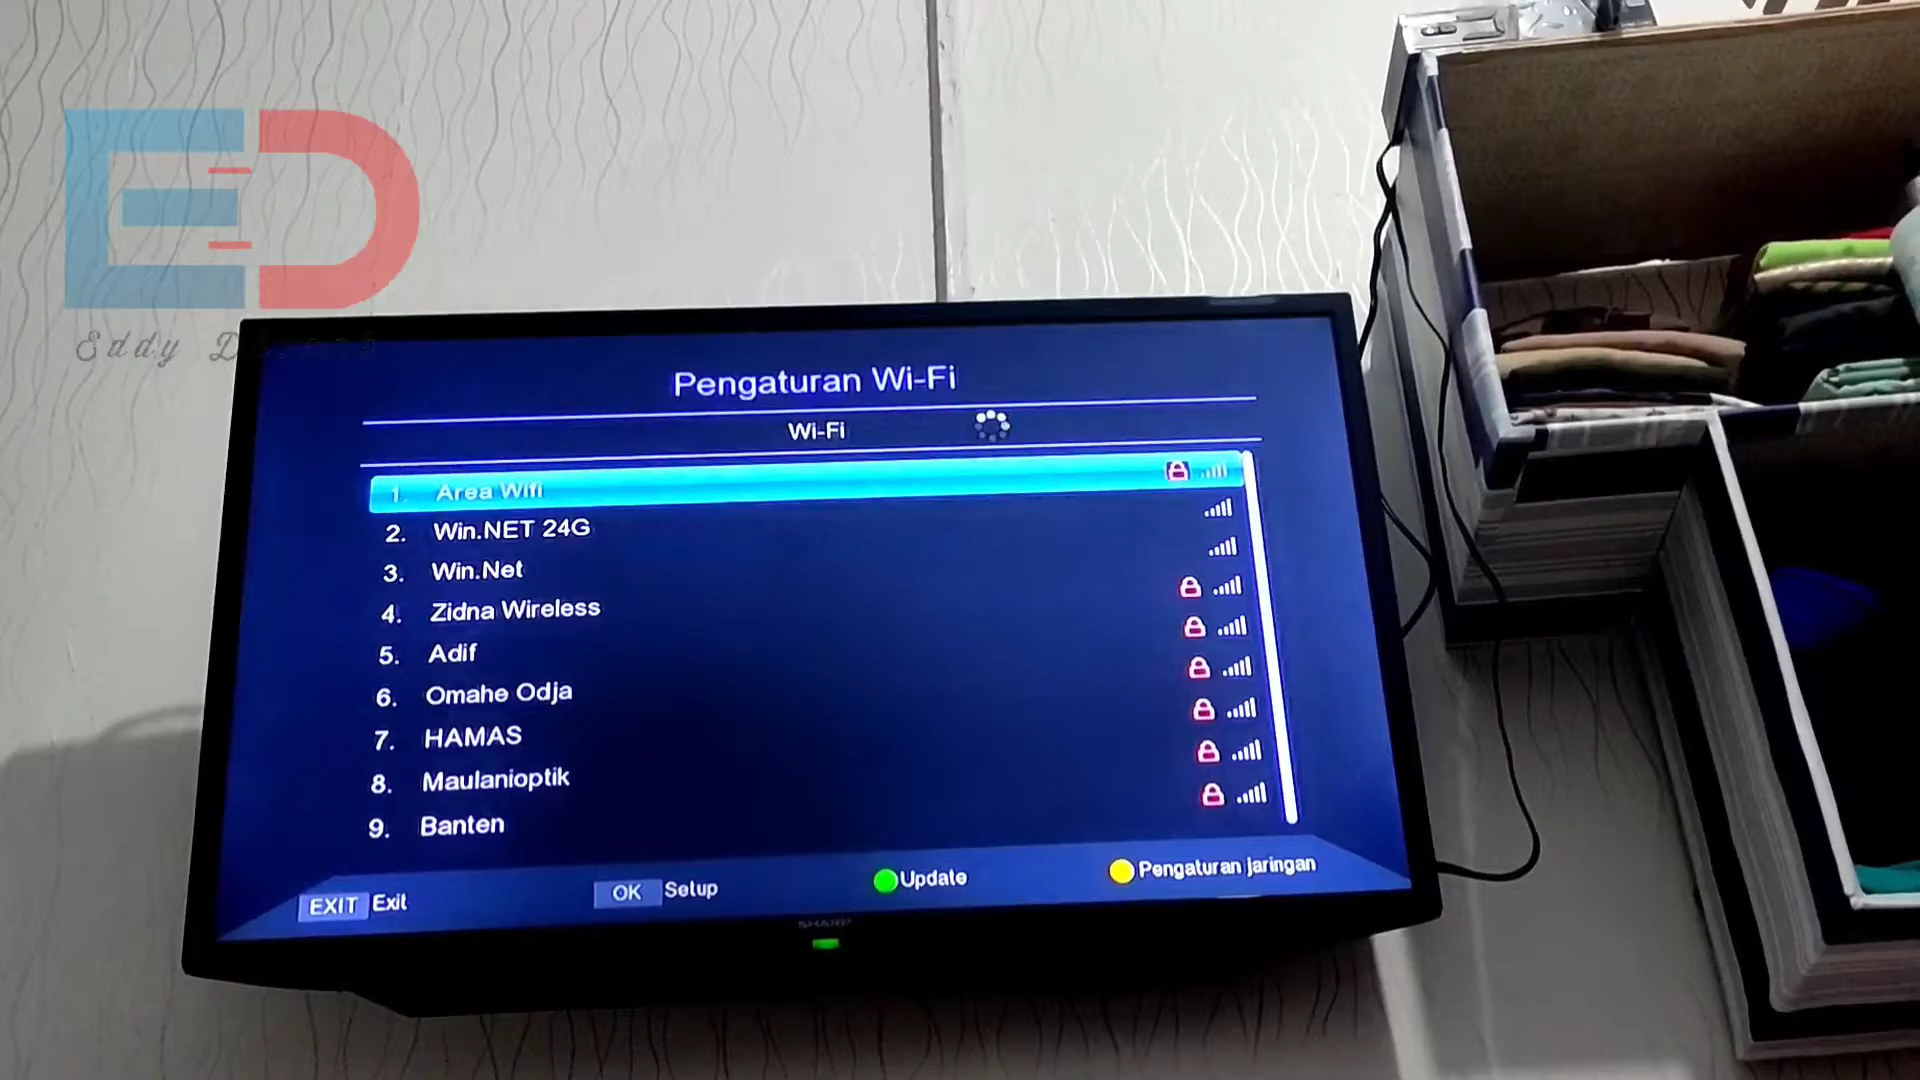 ED
Eddy
Pengaturan Wi-Fi
Wi-Fi
1. Area Wifi
2. Win.NET 24G
3. Win.Net
4. Zidna Wireless
5. Adif
6. Omahe Odja
7. HAMAS
8. Maulanioptik
9. Banten
EXIT Exit
OK Setup
Update
Pengaturan jaringan
SHARP